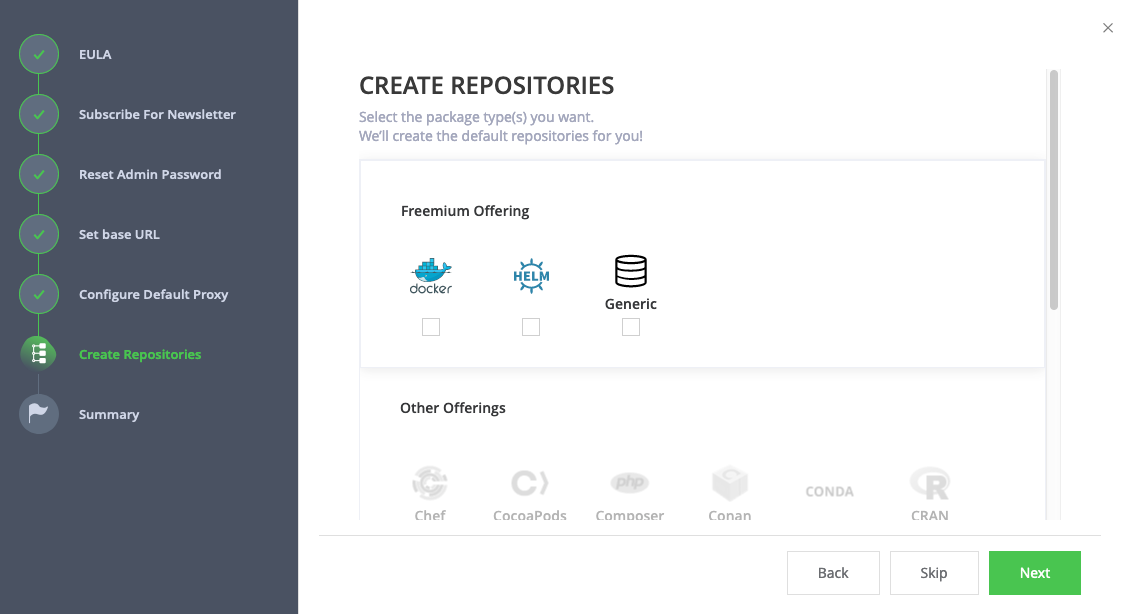 EULA
Subscribe For Newsletter
Reset Admin Password
Set base URL
Configure Default Proxy
Create Repositories
Summary
CREATE REPOSITORIES
Select the package type(s) you want.
We'll create the default repositories for you!
Freemium Offering
docker
HELM
Generic
Other Offerings
php
CONDA
R
Chef
CocoaPods
Composer
Conan
CRAN
Back
Skip
Next